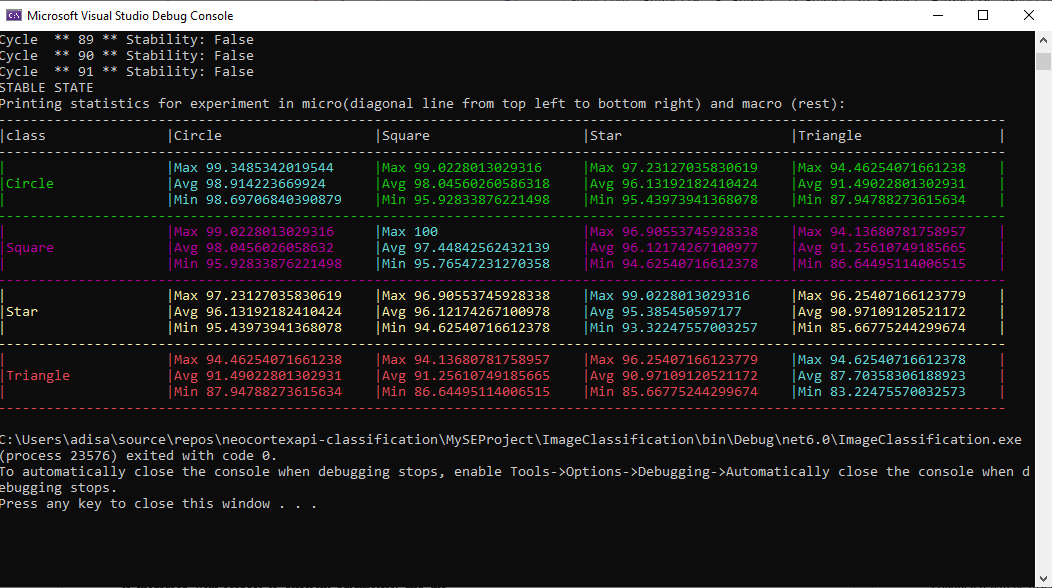 Microsoft Visual Studio Debug Console
Cycle  ** 89 ** Stability: False
Cycle  ** 90 ** Stability: False
Cycle  ** 91 ** Stability: False
STABLE STATE
Printing statistics for experiment in micro(diagonal line from top left to bottom right) and macro (rest):
|class |Circle |Square |Star |Triangle |
| |Max 99.3485342019544 |Max 99.0228013029316 |Max 97.23127035830619 |Max 94.46254071661238 |
|Circle |Avg 98.914223669924 |Avg 98.04560260586318 |Avg 96.13192182410424 |Avg 91.49022801302931 |
| |Min 98.69706840390879 |Min 95.92833876221498 |Min 95.43973941368078 |Min 87.94788273615634 |
| |Max 99.0228013029316 |Max 100 |Max 96.90553745928338 |Max 94.13680781758957 |
|Square |Avg 98.0456026058632 |Avg 97.44842562432139 |Avg 96.12174267100977 |Avg 91.25610749185665 |
| |Min 95.92833876221498 |Min 95.76547231270358 |Min 94.62540716612378 |Min 86.64495114006515 |
| |Max 97.23127035830619 |Max 96.90553745928338 |Max 99.0228013029316 |Max 96.25407166123779 |
|Star |Avg 96.13192182410424 |Avg 96.12174267100978 |Avg 95.385450597177 |Avg 90.97109120521172 |
| |Min 95.43973941368078 |Min 94.62540716612378 |Min 93.32247557003257 |Min 85.66775244299674 |
| |Max 94.46254071661238 |Max 94.13680781758957 |Max 96.25407166123779 |Max 94.62540716612378 |
|Triangle |Avg 91.49022801302931 |Avg 91.25610749185665 |Avg 90.97109120521172 |Avg 87.70358306188923 |
| |Min 87.94788273615634 |Min 86.64495114006515 |Min 85.66775244299674 |Min 83.22475570032573 |
C:\Users\adisa\source\repos\neocortexapi-classification\MySEProject\ImageClassification\bin\Debug\net6.0\ImageClassification.exe
(process 23576) exited with code 0.
To automatically close the console when debugging stops, enable Tools->Options->Debugging->Automatically close the console when d
ebugging stops.
Press any key to close this window . . .